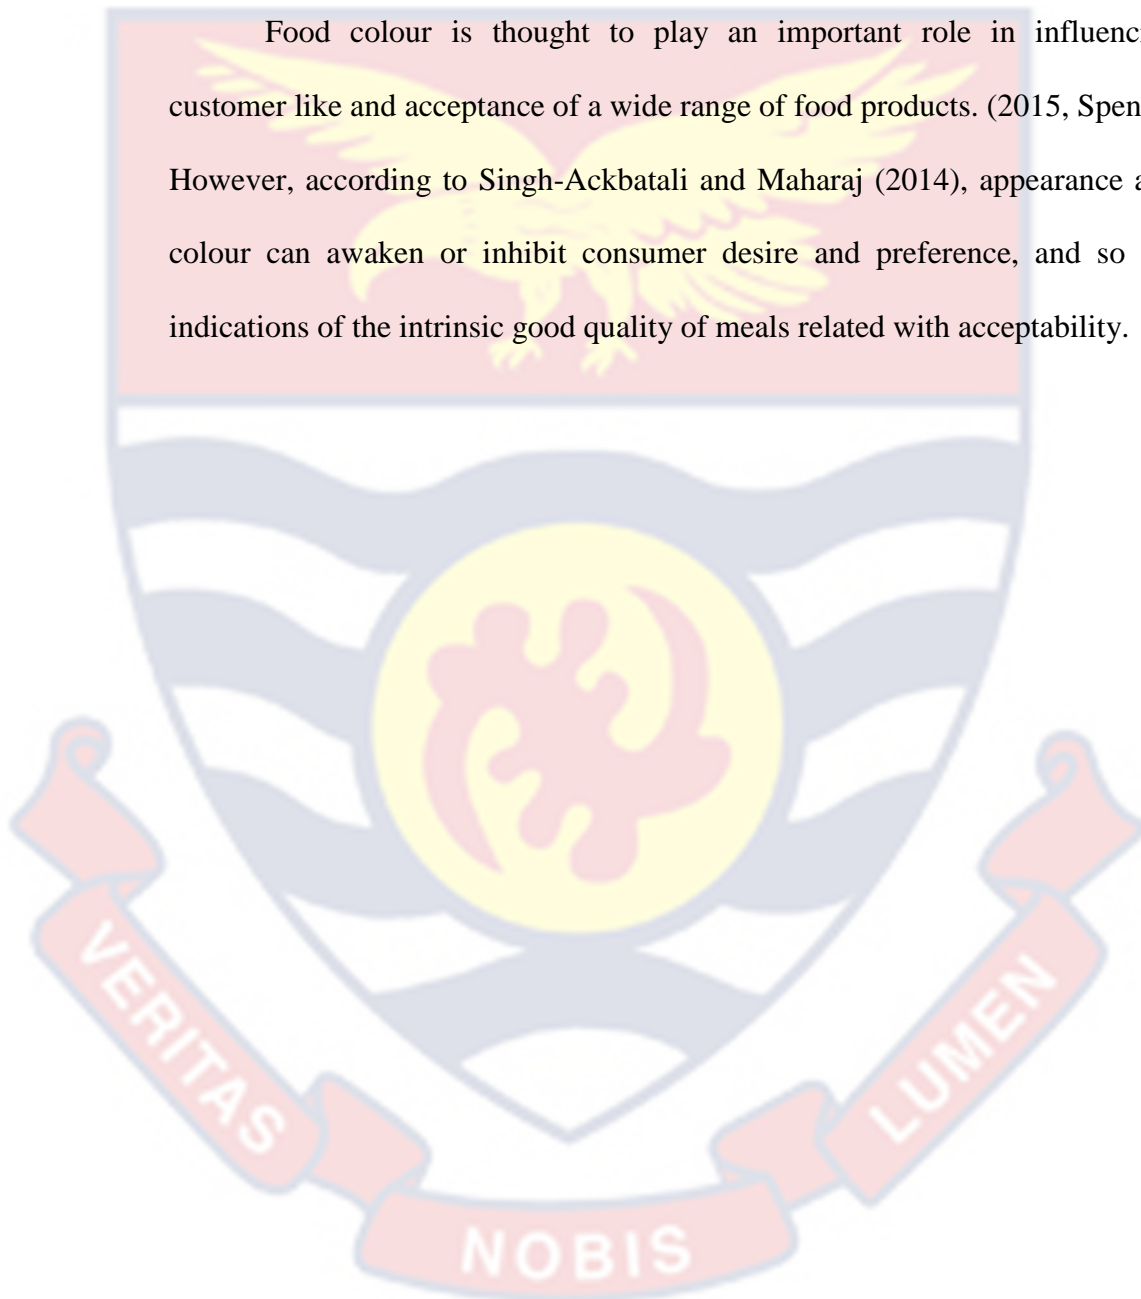 Food colour is thought to play an important role in influenci
customer like and acceptance of a wide range of food products. (2015, Spen
However, according to Singh-Ackbatali and Maharaj (2014), appearance a
colour can awaken or inhibit consumer desire and preference, and so
indications of the intrinsic good quality of meals related with acceptability.
VERITAS
NOBIS
LUMEN